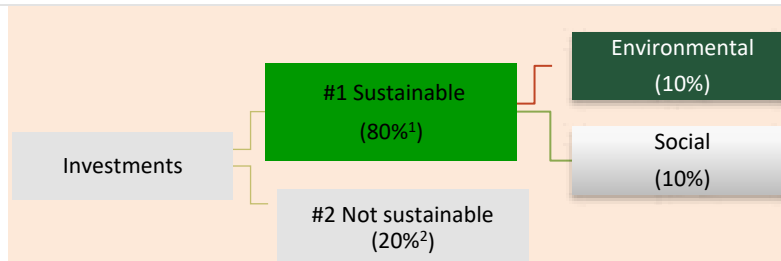 Investments
#1 Sustainable
(80%¹)
#2 Not sustainable
(20%²)
Environmental
(10%)
Social
(10%)